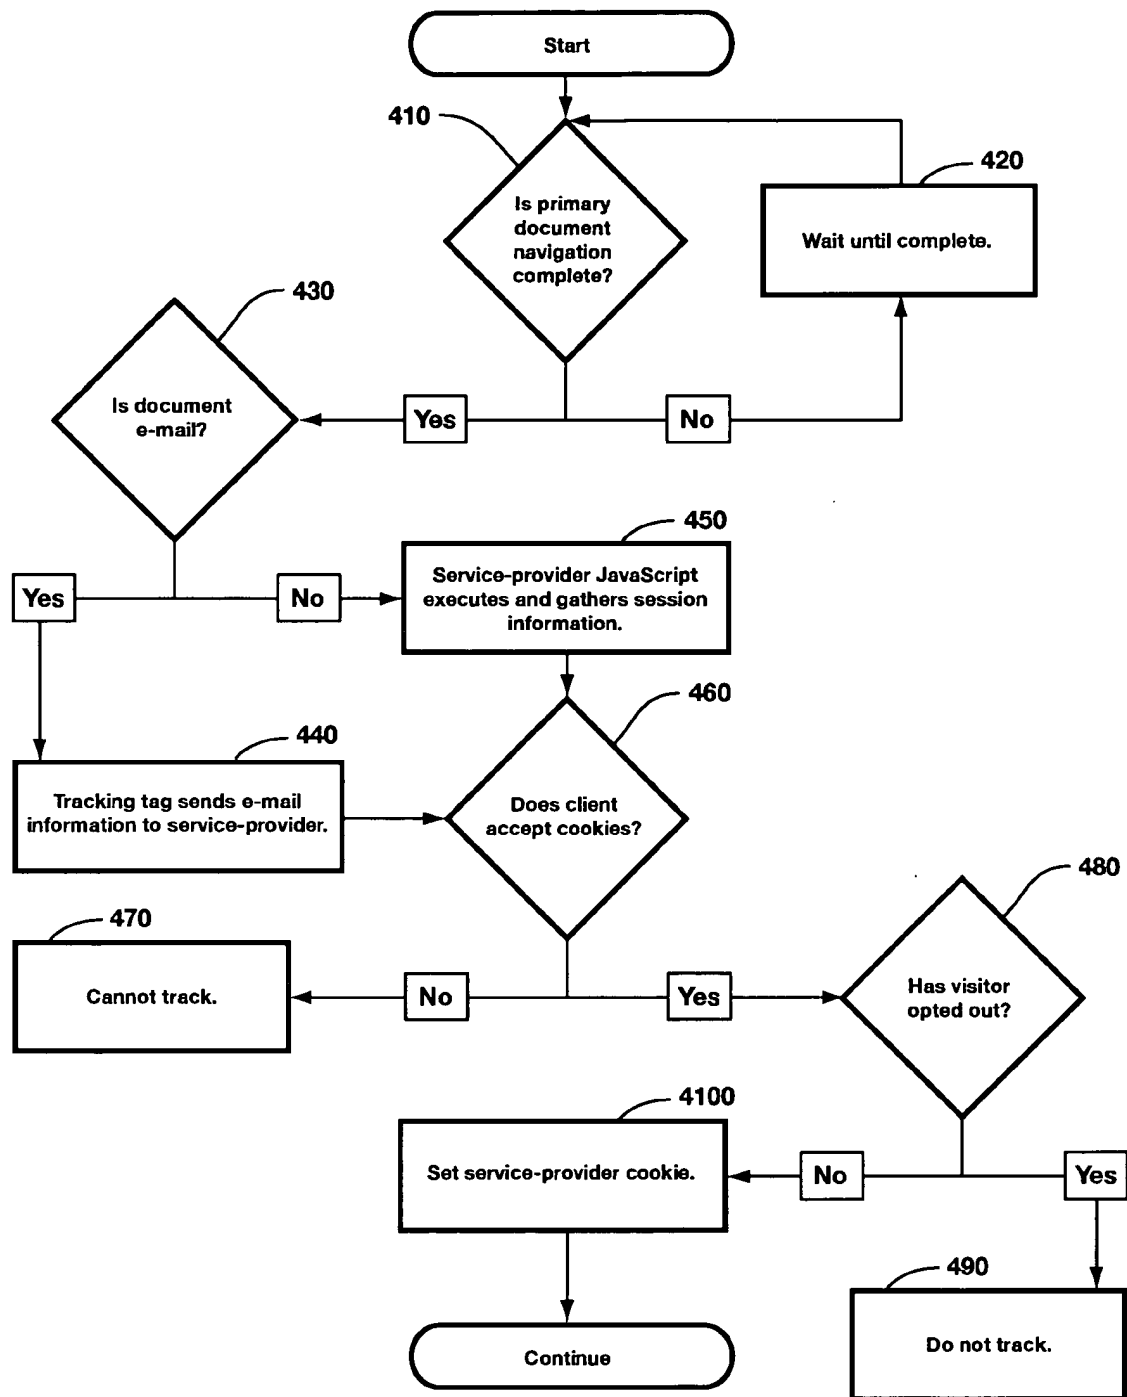 Start
410
420
Is primary
document
navigation
complete?
Wait until complete.
430
Is document
e-mail?
Yes
No
450
Yes
No
Service-provider JavaScript
executes and gathers session
information.
460
440
Tracking tag sends e-mail
information to service-provider.
Does client
accept cookies?
480
470
Cannot track.
No
Yes
Has visitor
opted out?
4100
Set service-provider cookie.
No
Yes
490
Continue
Do not track.